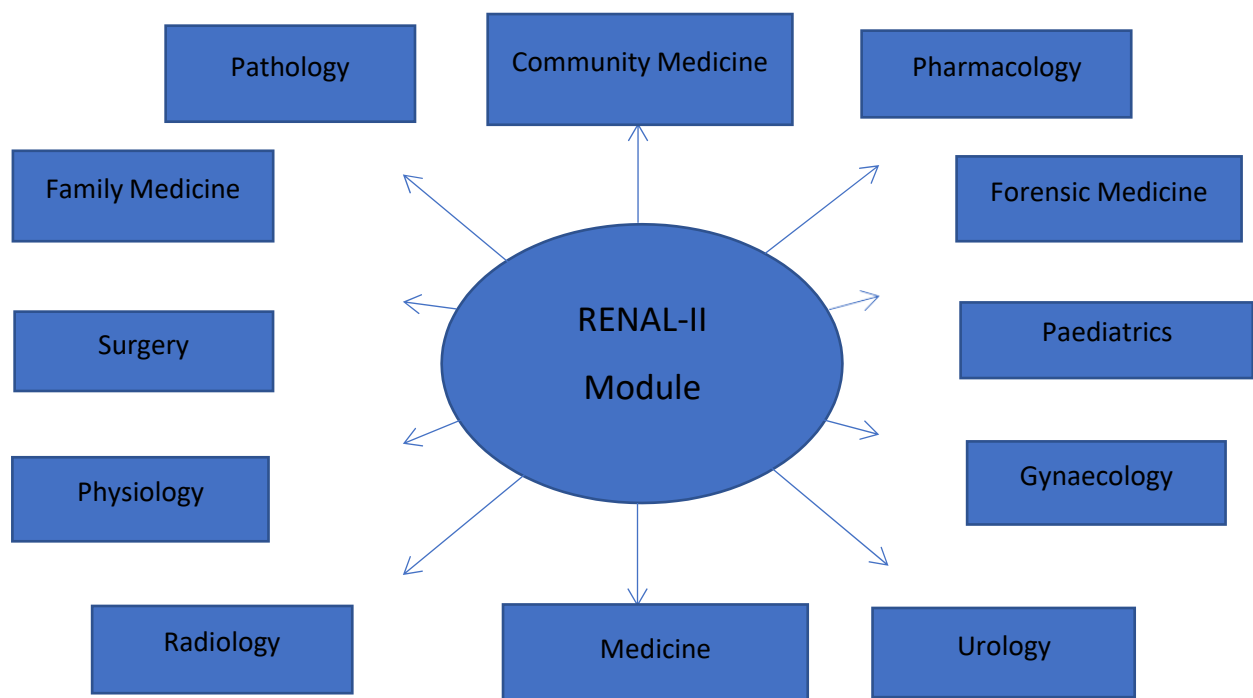 Pathology
Community Medicine
Pharmacology
Family Medicine
Forensic Medicine
Surgery
RENAL-II
Module
Paediatrics
Physiology
Gynaecology
Radiology
Medicine
Urology